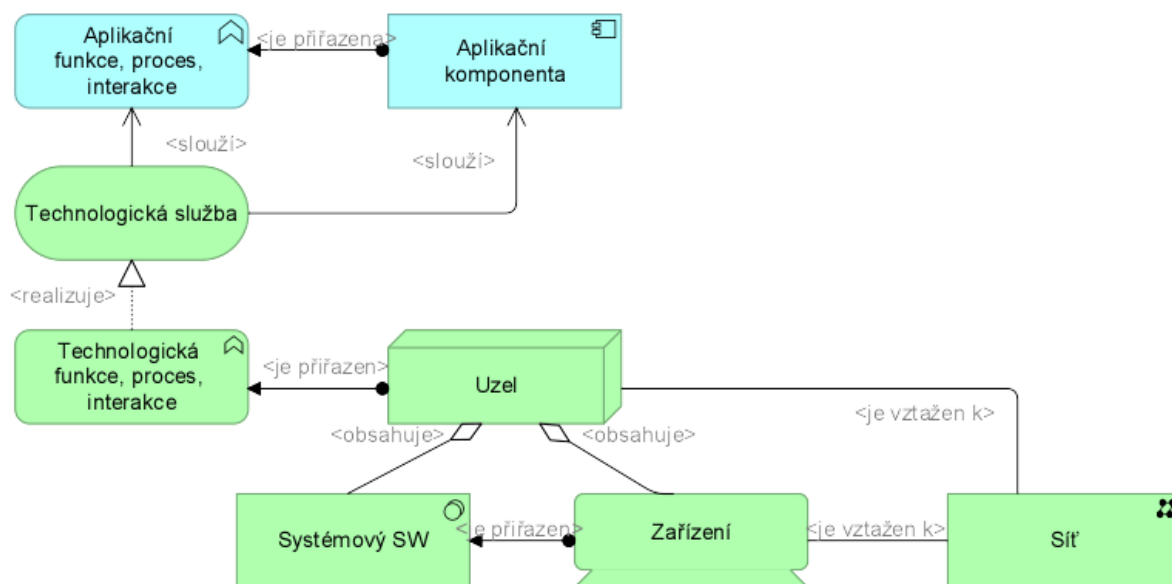 Aplikační
funkce, proces,
interakce
<je přiřazena>
Aplikační
komponenta
<slouží>
<slouží>
Technologická služba
<realizuje>
Technologická
funkce, proces,
interakce
<je přiřazen>
Uzel
<je vztažen k>
<obsahuje>
<obsahuje>
Systémový SW
<je přiřazen>
Zařízení
<je vztažen k>
Síť